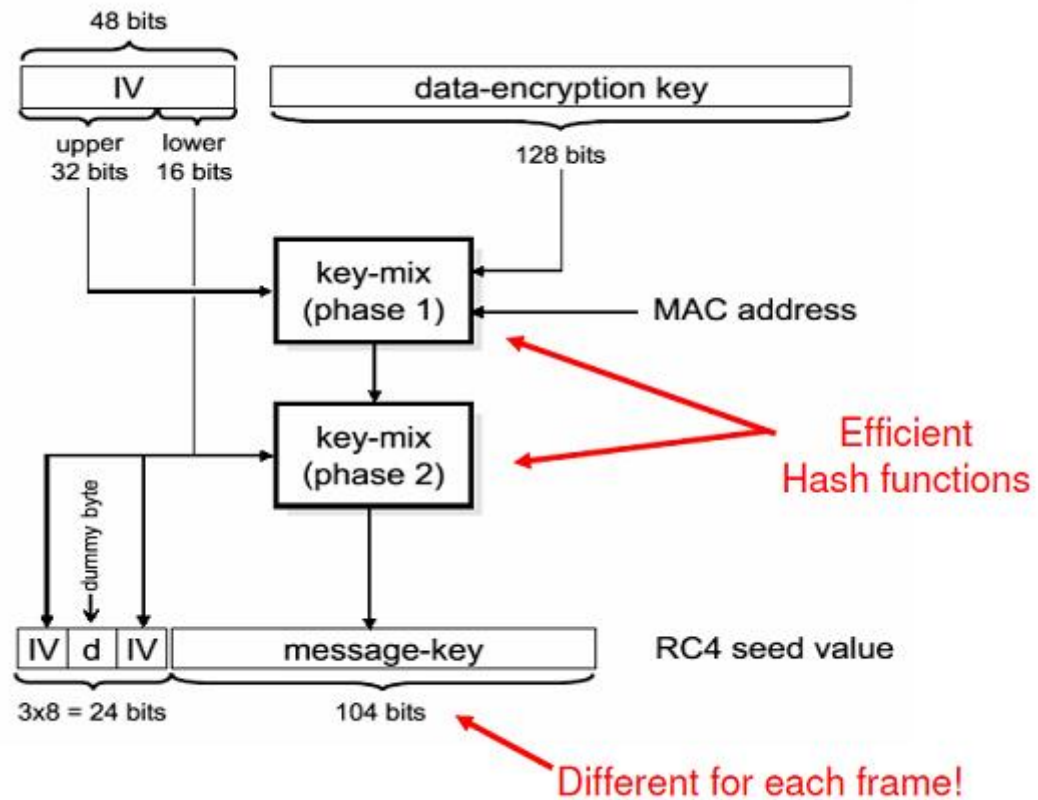 48 bits
IV
data-encryption key
upper
32 bits
lower
16 bits
128 bits
key-mix
(phase 1)
MAC address
key-mix
(phase 2)
Efficient
Hash functions
dummy byte
IV
d
IV
message-key
RC4 seed value
3x8 = 24 bits
104 bits
Different for each frame!